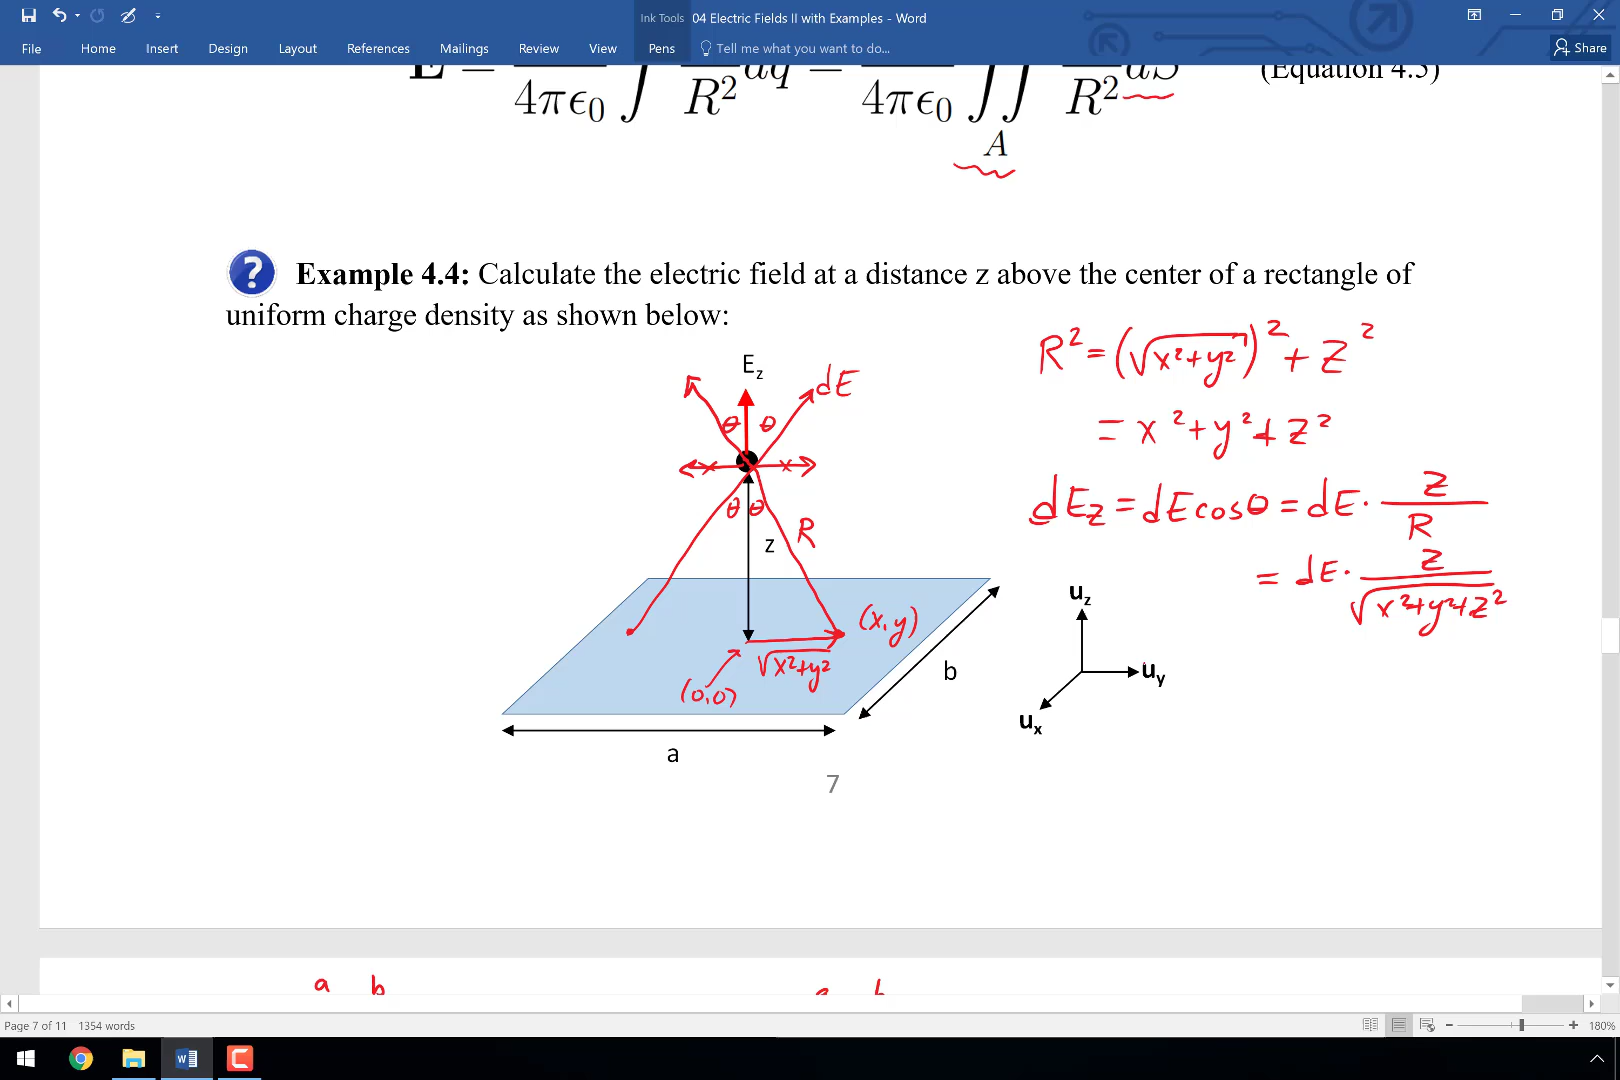 Ink Tools 04 Electric Fields II with Examples - Word
File Home Insert Design Layout References Mailings Review View Pens Tell me what you want to do... Share
E = 4πϵ₀ ∫ R² dq = 4πϵ₀ ∬ R² dS (Equation 4.5)
A
? Example 4.4: Calculate the electric field at a distance z above the center of a rectangle of
uniform charge density as shown below:
R² = (√x²+y²)² + z²
= x² + y² + z²
dEz = dE cosθ = dE · z/R
= dE · z/√x²+y²+z²
Ez
dE
θ θ
x x
θ θ
R
z
(x,y)
√x²+y²
(0,0)
b
a
uz
uy
ux
7
a b
a b
Page 7 of 11 1354 words 180%